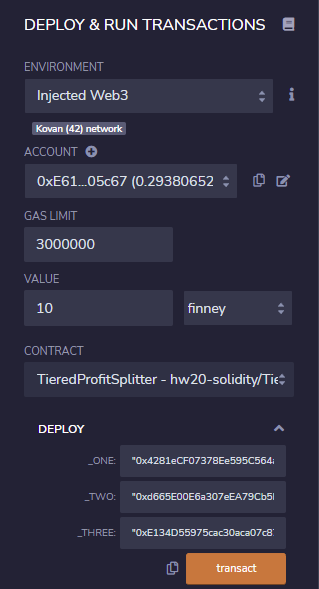 DEPLOY & RUN TRANSACTIONS
ENVIRONMENT
Injected Web3
Kovan (42) network
ACCOUNT
0xE61...05c67 (0.29380652
GAS LIMIT
3000000
VALUE
10 finney
CONTRACT
TieredProfitSplitter - hw20-solidity/Tie
DEPLOY
_ONE: "0x4281eCF07378Ee595C564a
_TWO: "0xd665E00E6a307eEA79Cb5
_THREE: "0xE134D55975cac30aca07c8
transact